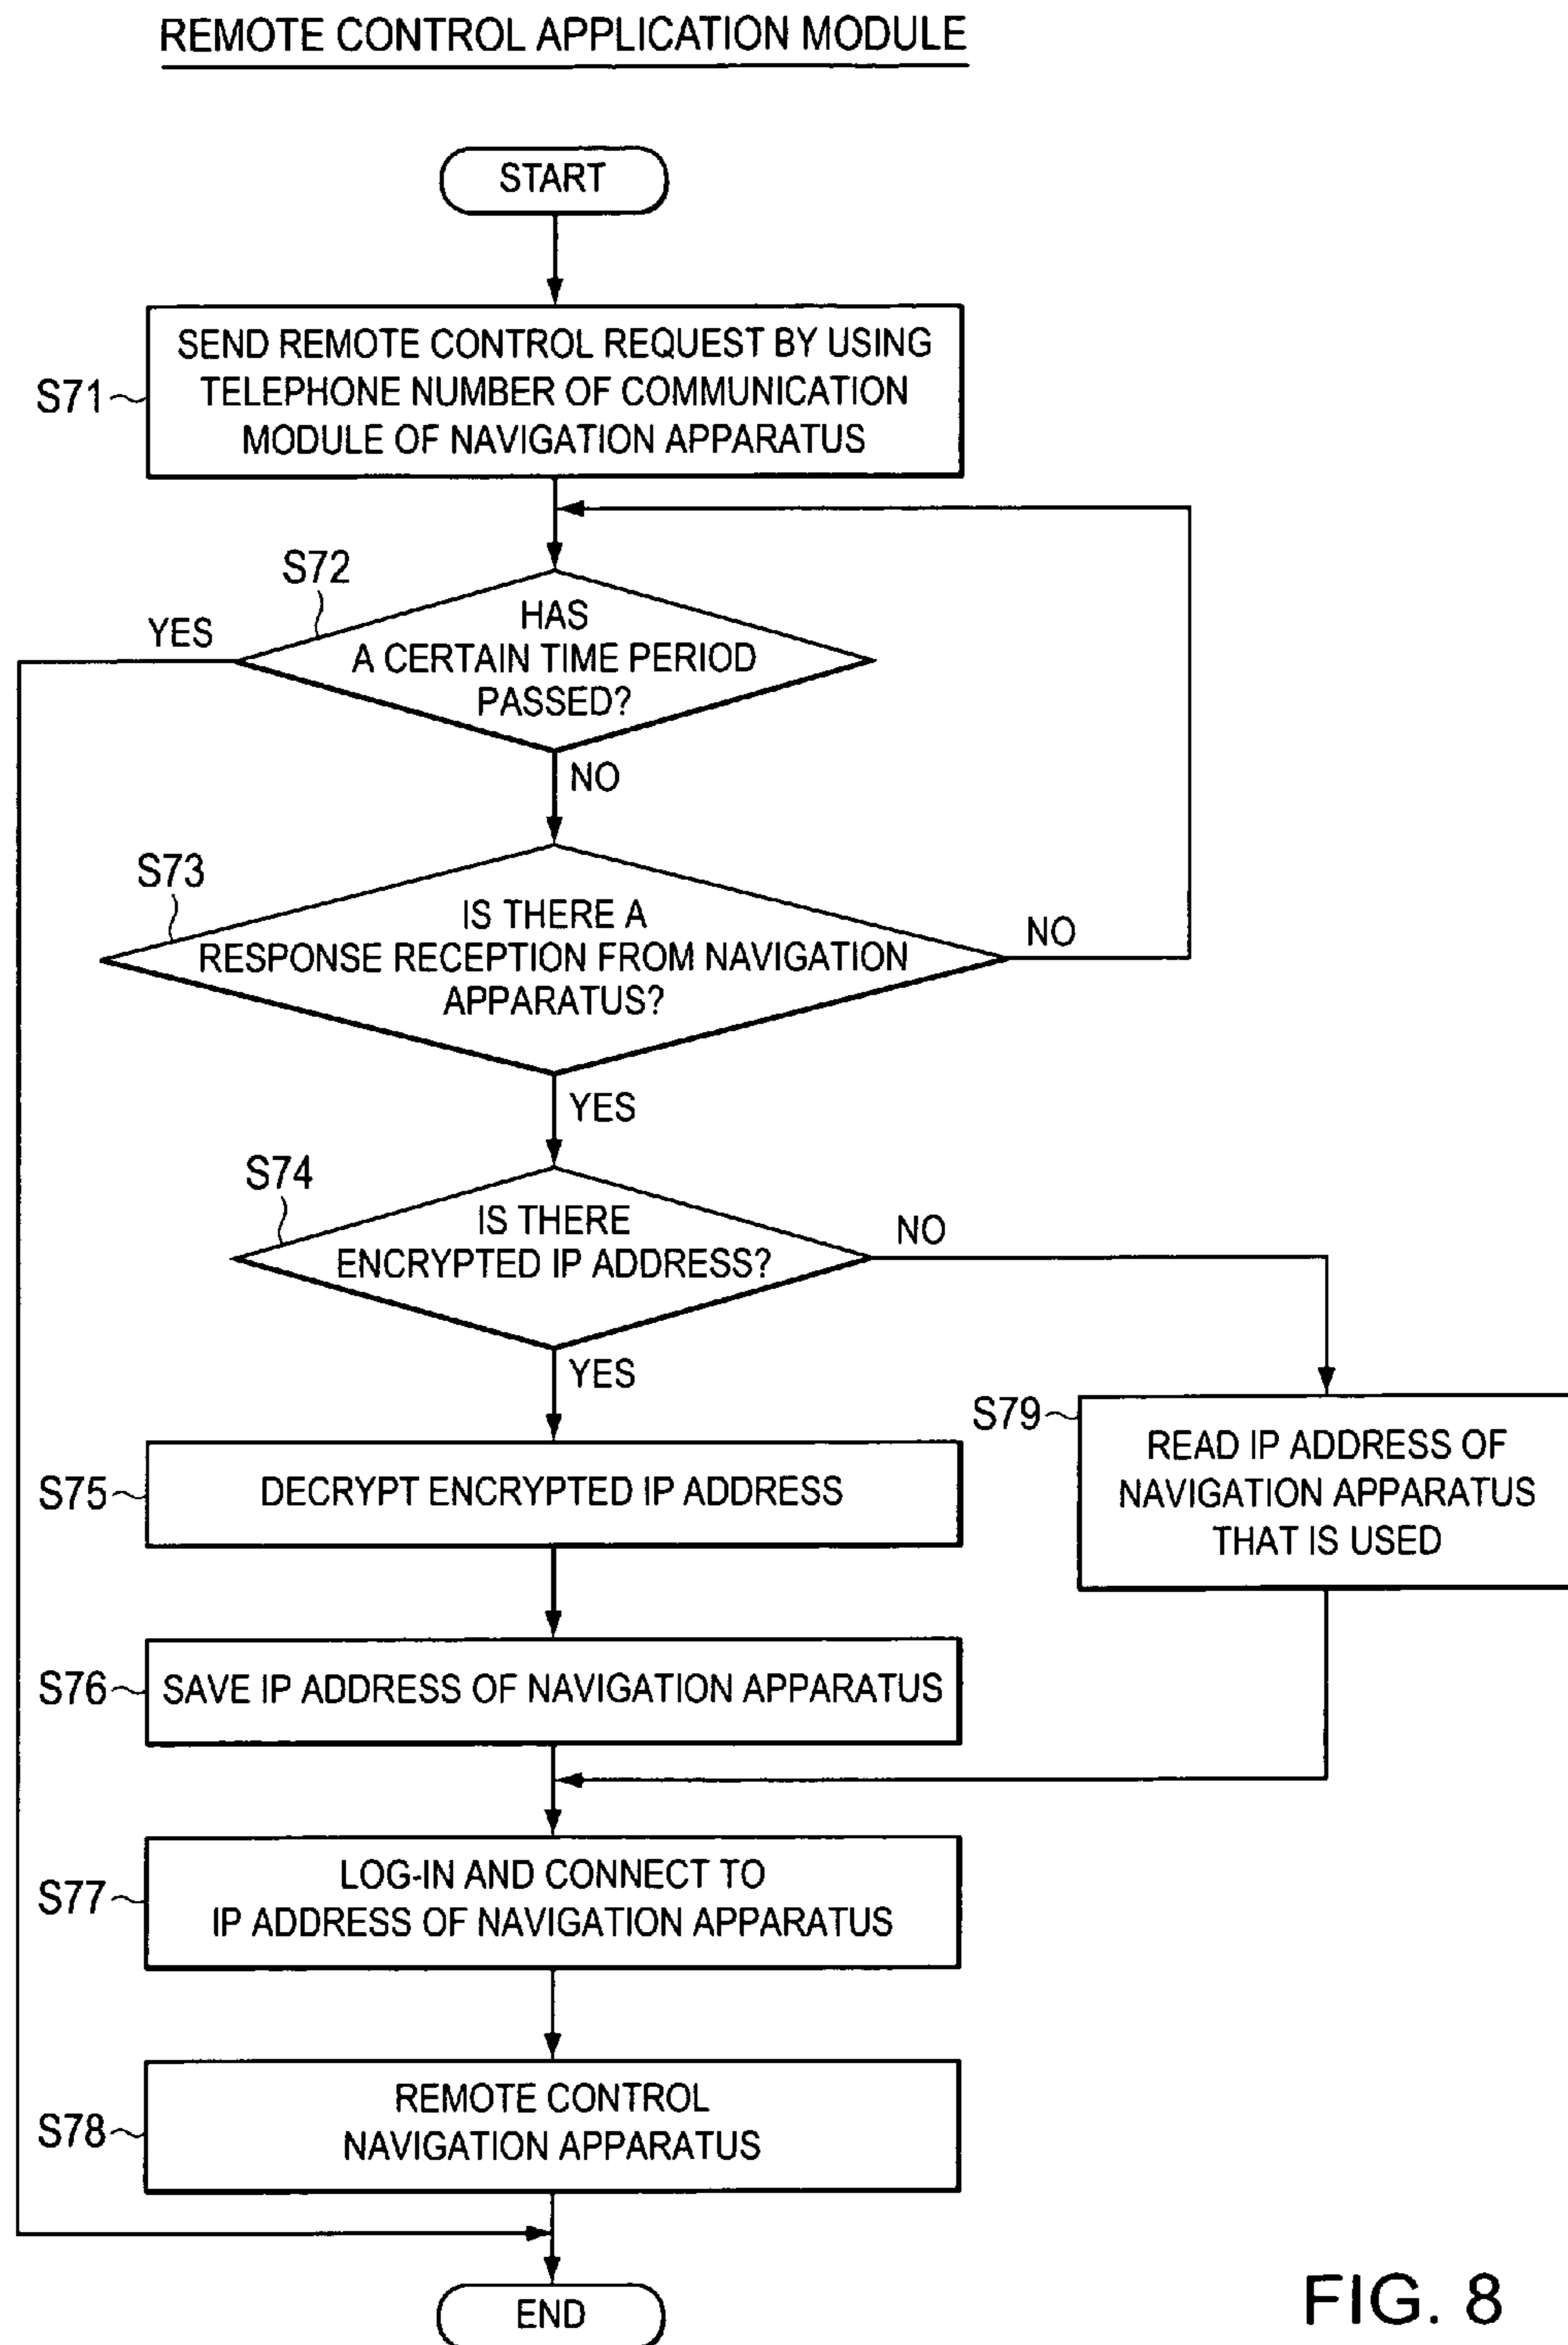 REMOTE CONTROL APPLICATION MODULE
START
S71
SEND REMOTE CONTROL REQUEST BY USING
TELEPHONE NUMBER OF COMMUNICATION
MODULE OF NAVIGATION APPARATUS
S72
YES
HAS
A CERTAIN TIME PERIOD
PASSED?
NO
S73
IS THERE A
RESPONSE RECEPTION FROM NAVIGATION
APPARATUS?
NO
YES
S74
IS THERE
ENCRYPTED IP ADDRESS?
NO
YES
S75
DECRYPT ENCRYPTED IP ADDRESS
S79
READ IP ADDRESS OF
NAVIGATION APPARATUS
THAT IS USED
S76
SAVE IP ADDRESS OF NAVIGATION APPARATUS
S77
LOG-IN AND CONNECT TO
IP ADDRESS OF NAVIGATION APPARATUS
S78
REMOTE CONTROL
NAVIGATION APPARATUS
END
FIG. 8